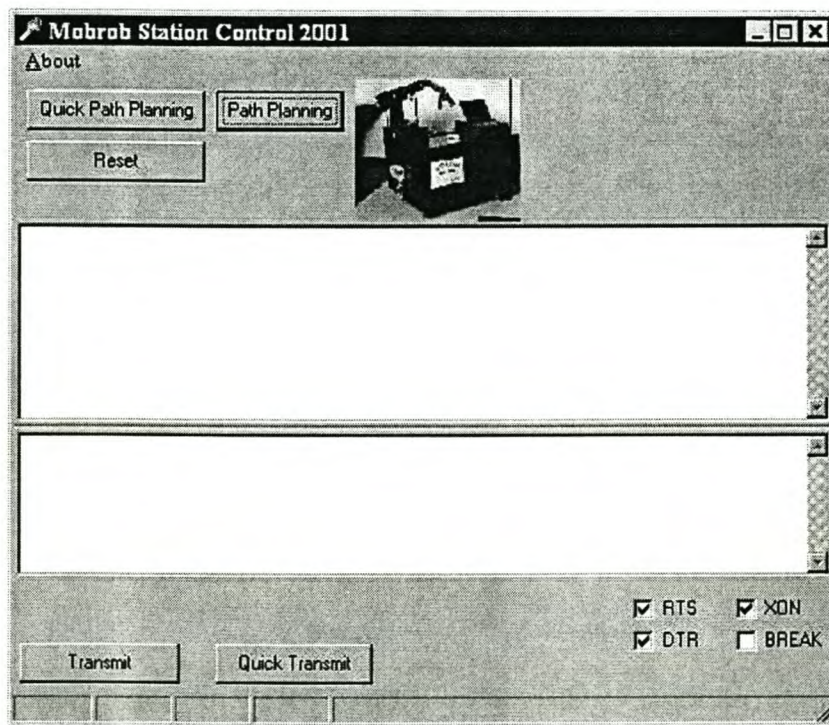 Mobrob Station Control 2001
About
Quick Path Planning Path Planning
Reset
RTS XON
DTR BREAK
Transmit Quick Transmit